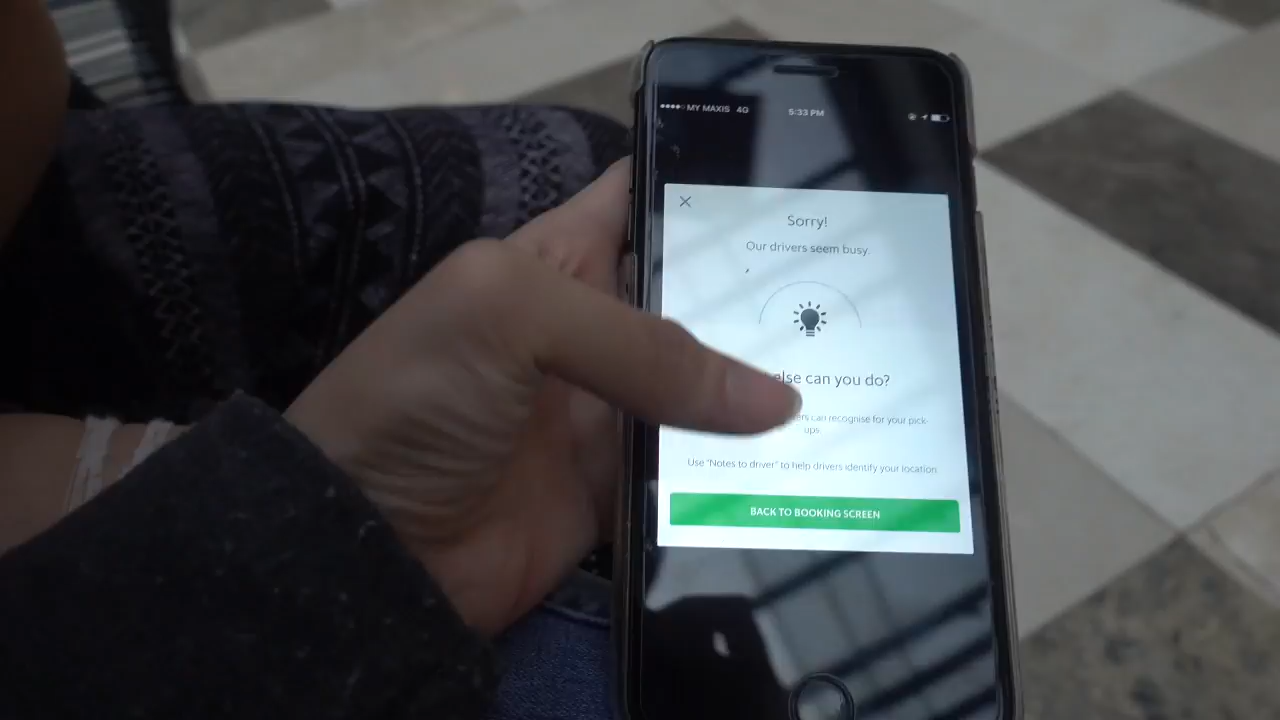 MY MAXIS 4G 5:33 PM
Sorry!
Our drivers seem busy.
else can you do?
can recognise for your pick-
ups
Use "Notes to driver" to help drivers identify your location
BACK TO BOOKING SCREEN